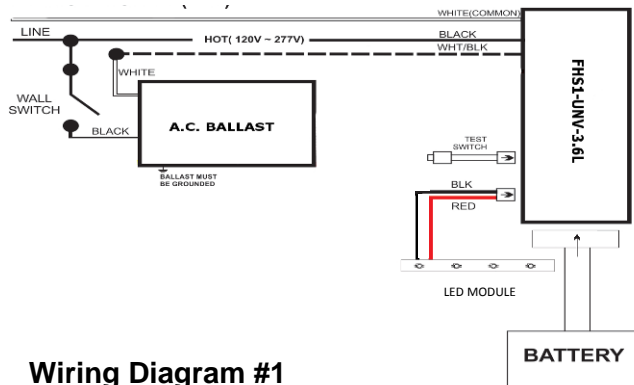 WHITE(COMMON)
LINE
HOT( 120V ~ 277V)
BLACK
WHT/BLK
WHITE
WALL
SWITCH
BLACK
A.C. BALLAST
BALLAST MUST
BE GROUNDED
FHS1-UNV-3.6L
TEST
SWITCH
BLK
RED
LED MODULE
BATTERY
Wiring Diagram #1